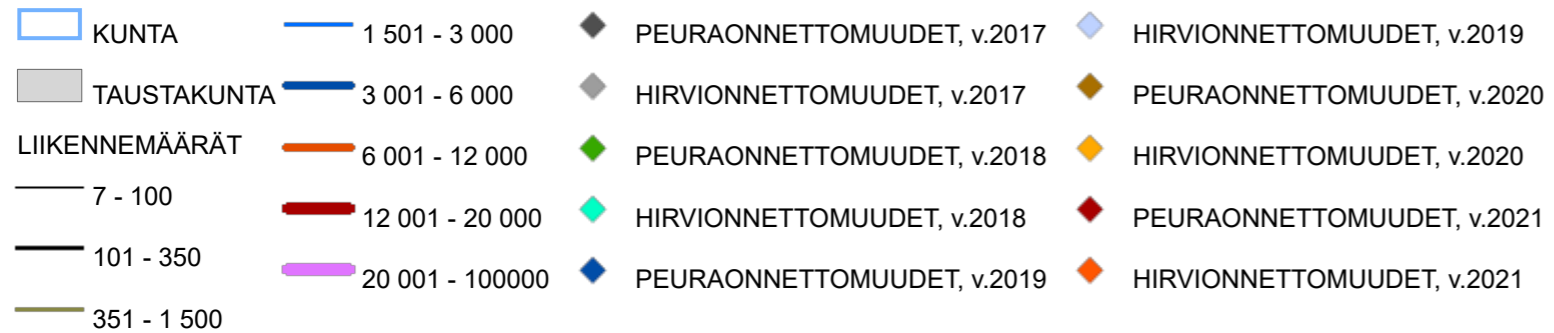 KUNTA
TAUSTAKUNTA
LIIKENNEMÄÄRÄT
7 - 100
101 - 350
351 - 1 500
1 501 - 3 000
3 001 - 6 000
6 001 - 12 000
12 001 - 20 000
20 001 - 100000
PEURAONNETTOMUUDET, v.2017
HIRVIONNETTOMUUDET, v.2017
PEURAONNETTOMUUDET, v.2018
HIRVIONNETTOMUUDET, v.2018
PEURAONNETTOMUUDET, v.2019
HIRVIONNETTOMUUDET, v.2019
PEURAONNETTOMUUDET, v.2020
HIRVIONNETTOMUUDET, v.2020
PEURAONNETTOMUUDET, v.2021
HIRVIONNETTOMUUDET, v.2021